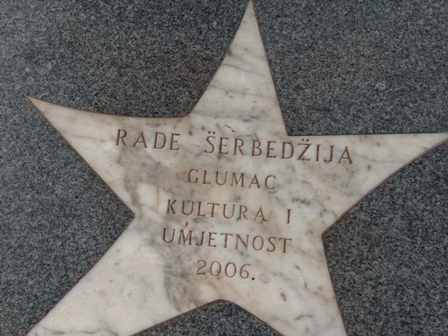 RADE ŠERBEDŽIJA
GLUMAC
KULTURA I
UMJETNOST
2006.